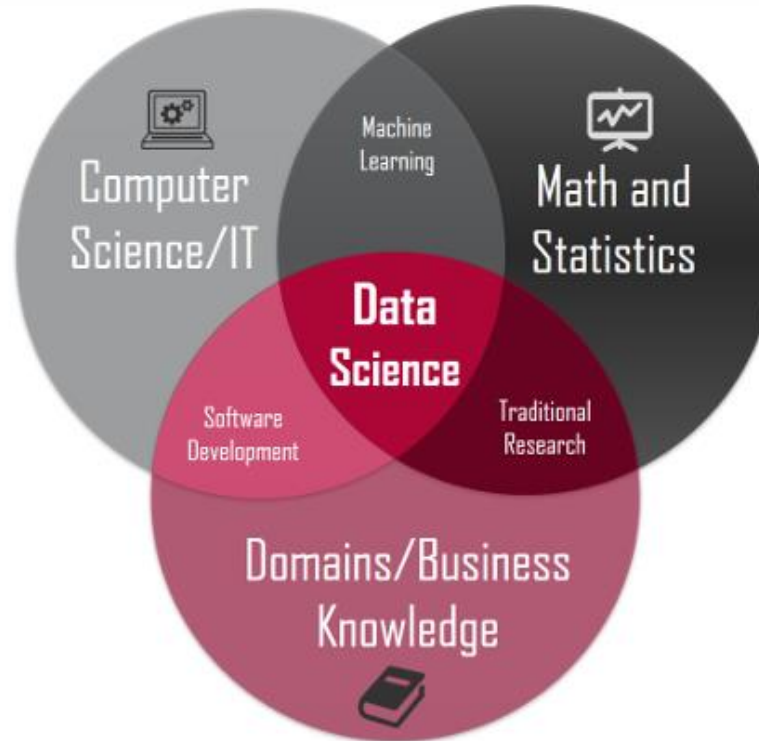 Machine
Learning
Computer
Science/IT
Math and
Statistics
Data
Science
Software
Development
Traditional
Research
Domains/Business
Knowledge